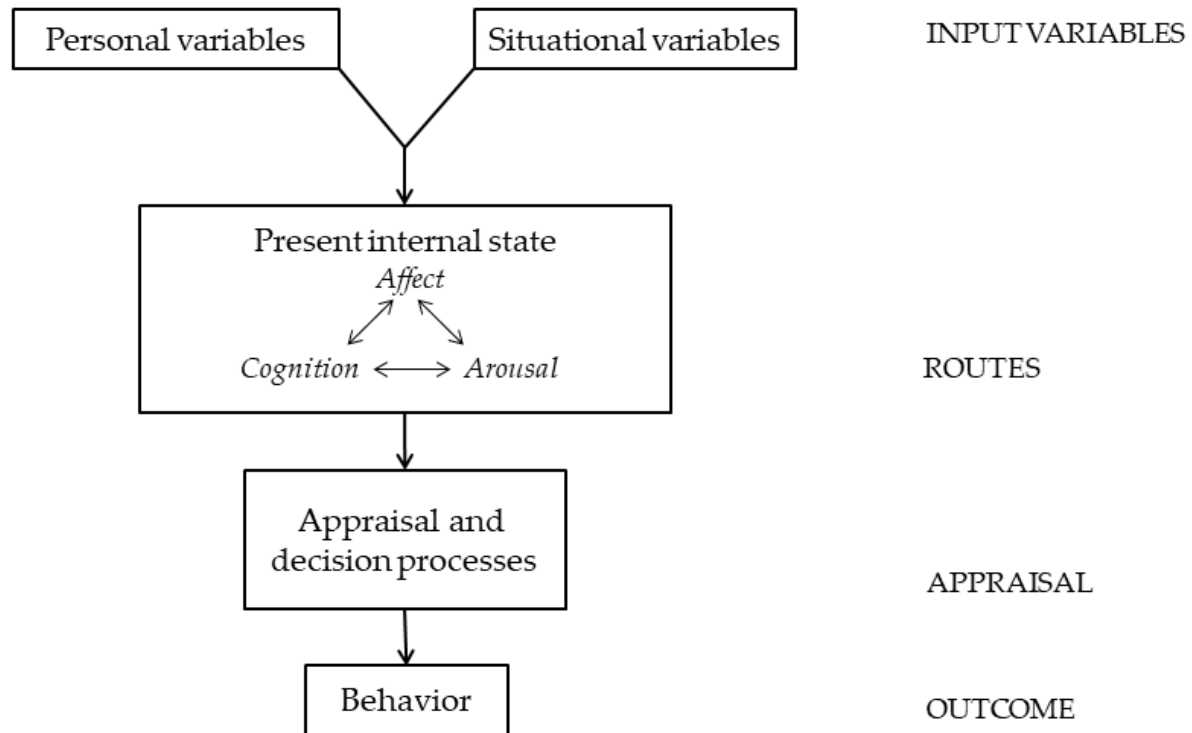 Personal variables
Situational variables
INPUT VARIABLES
Present internal state
Affect
Cognition
Arousal
ROUTES
Appraisal and
decision processes
APPRAISAL
Behavior
OUTCOME